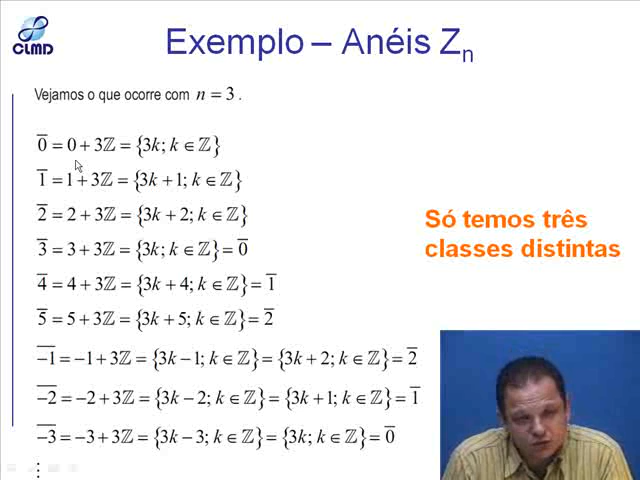 CLMD
Exemplo – Anéis Zₙ
Vejamos o que ocorre com n = 3 .
0̅ = 0 + 3ℤ = {3k; k ∈ ℤ}
1̅ = 1 + 3ℤ = {3k + 1; k ∈ ℤ}
2̅ = 2 + 3ℤ = {3k + 2; k ∈ ℤ}
3̅ = 3 + 3ℤ = {3k; k ∈ ℤ} = 0̅
4̅ = 4 + 3ℤ = {3k + 4; k ∈ ℤ} = 1̅
5̅ = 5 + 3ℤ = {3k + 5; k ∈ ℤ} = 2̅
-̅1̅ = -1 + 3ℤ = {3k - 1; k ∈ ℤ} = {3k + 2; k ∈ ℤ} = 2̅
-̅2̅ = -2 + 3ℤ = {3k - 2; k ∈ ℤ} = {3k + 1; k ∈ ℤ} = 1̅
-̅3̅ = -3 + 3ℤ = {3k - 3; k ∈ ℤ} = {3k; k ∈ ℤ} = 0̅
⋮
Só temos três
classes distintas